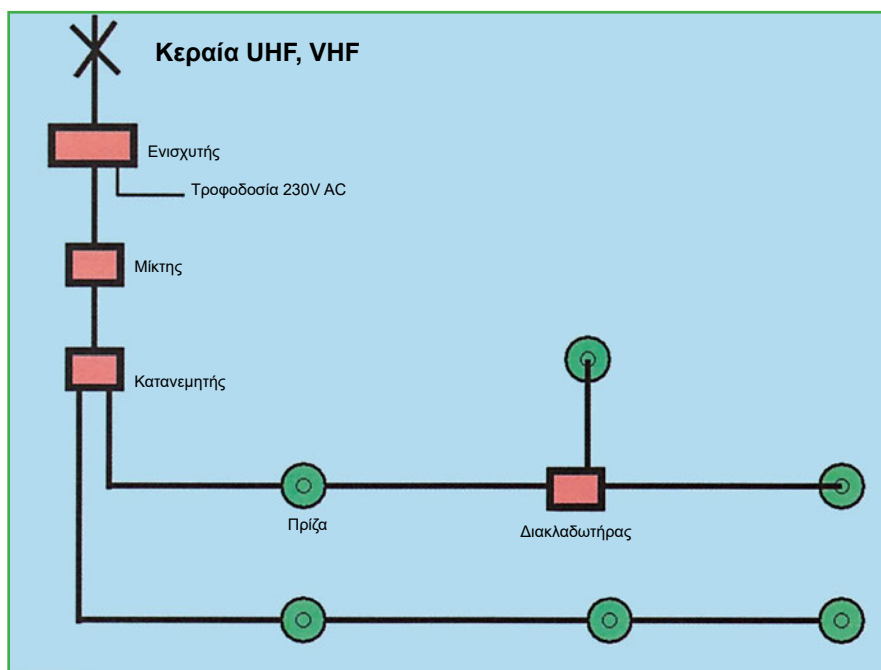 Κεραία UHF, VHF
Ενισχυτής
Τροφοδοσία 230V AC
Μίκτης
Κατανεμητής
Πρίζα
Διακλαδωτήρας